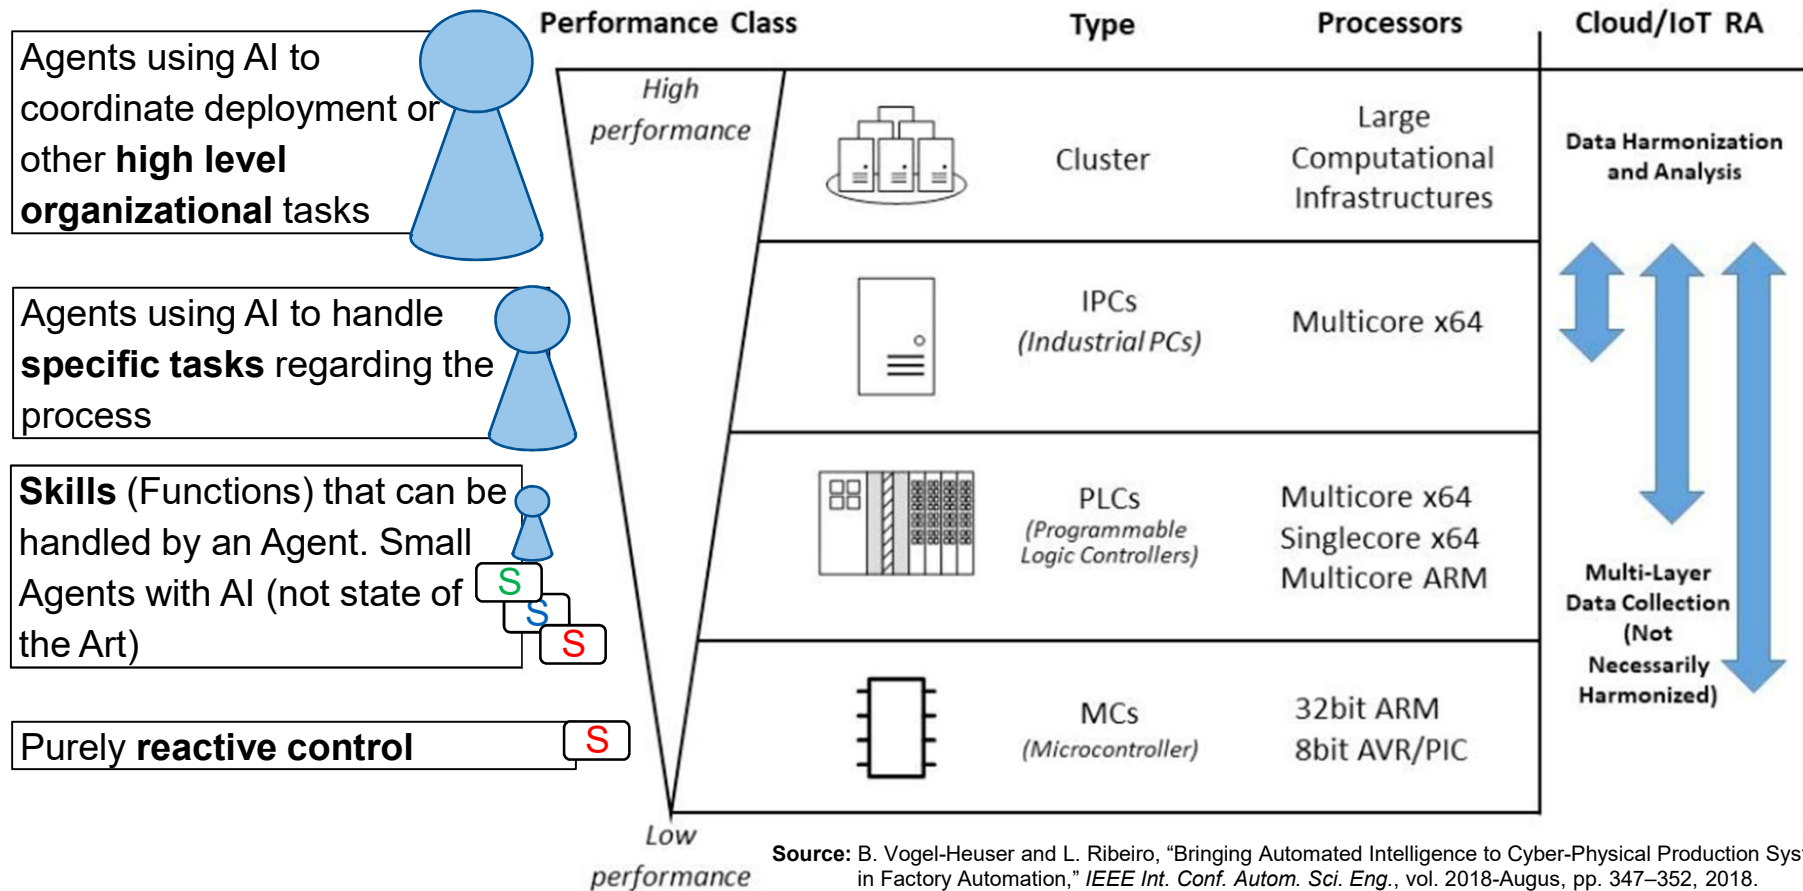 Performance Class
Type
Processors
Cloud/IoT RA
Agents using AI to
coordinate deployment or
other high level
organizational tasks
High
performance
Cluster
Large
Computational
Infrastructures
Data Harmonization
and Analysis
Agents using AI to handle
specific tasks regarding the
process
IPCs
(Industrial PCs)
Multicore x64
Skills (Functions) that can be
handled by an Agent. Small
Agents with AI (not state of
the Art)
S
S
S
PLCs
(Programmable
Logic Controllers)
Multicore x64
Singlecore x64
Multicore ARM
Multi-Layer
Data Collection
(Not
Necessarily
Harmonized)
Purely reactive control
S
MCs
(Microcontroller)
32bit ARM
8bit AVR/PIC
Low
performance
Source: B. Vogel-Heuser and L. Ribeiro, “Bringing Automated Intelligence to Cyber-Physical Production Sys
in Factory Automation,” IEEE Int. Conf. Autom. Sci. Eng., vol. 2018-Augus, pp. 347–352, 2018.